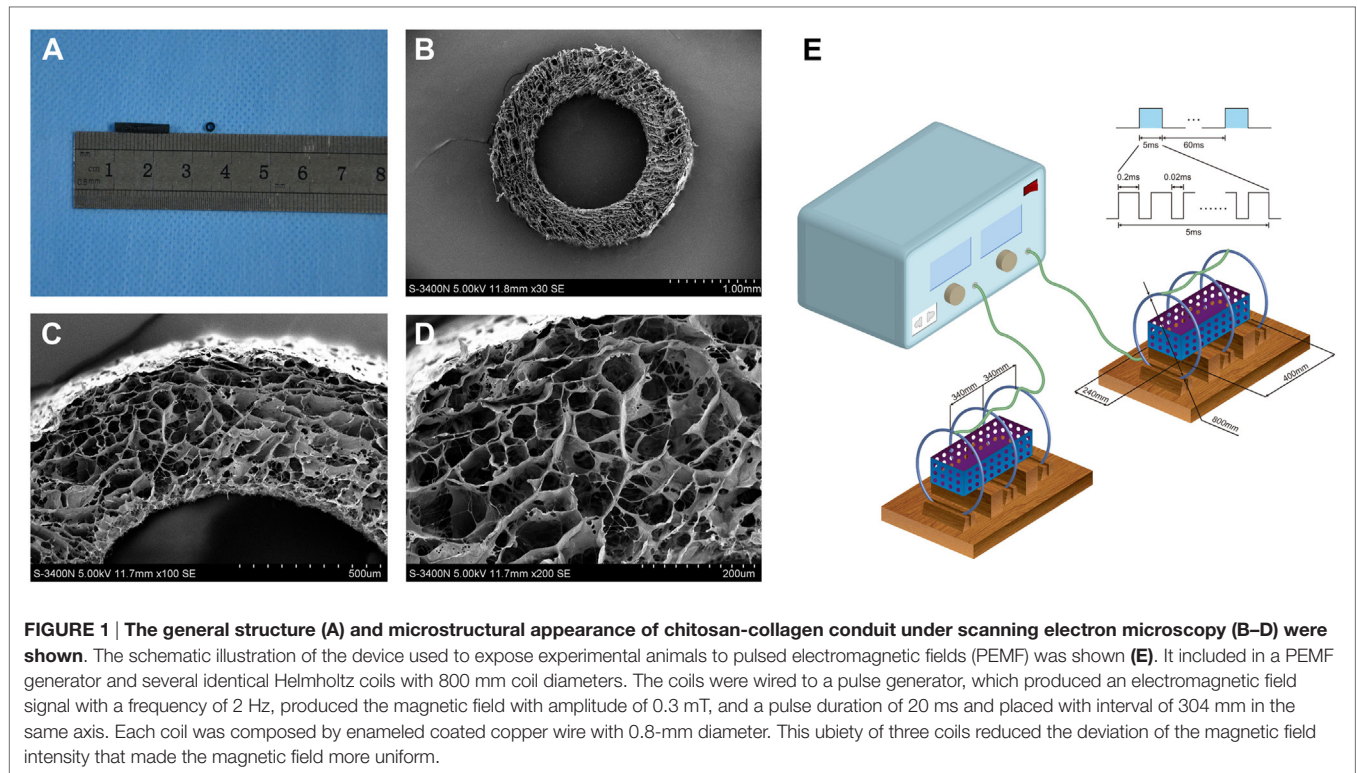 A
mm
cm
0.5mm
1 2 3 4 5 6 7 8
mm
B
S-3400N 5.00kV 11.8mm x30 SE
1.00mm
C
S-3400N 5.00kV 11.7mm x100 SE
500um
D
S-3400N 5.00kV 11.7mm x200 SE
200um
E
...
5ms
60ms
0.2ms
0.02ms
......
5ms
340mm
340mm
240mm
400mm
800mm
FIGURE 1 | The general structure (A) and microstructural appearance of chitosan-collagen conduit under scanning electron microscopy (B–D) were
shown. The schematic illustration of the device used to expose experimental animals to pulsed electromagnetic fields (PEMF) was shown (E). It included in a PEMF
generator and several identical Helmholtz coils with 800 mm coil diameters. The coils were wired to a pulse generator, which produced an electromagnetic field
signal with a frequency of 2 Hz, produced the magnetic field with amplitude of 0.3 mT, and a pulse duration of 20 ms and placed with interval of 304 mm in the
same axis. Each coil was composed by enameled coated copper wire with 0.8-mm diameter. This ubiety of three coils reduced the deviation of the magnetic field
intensity that made the magnetic field more uniform.